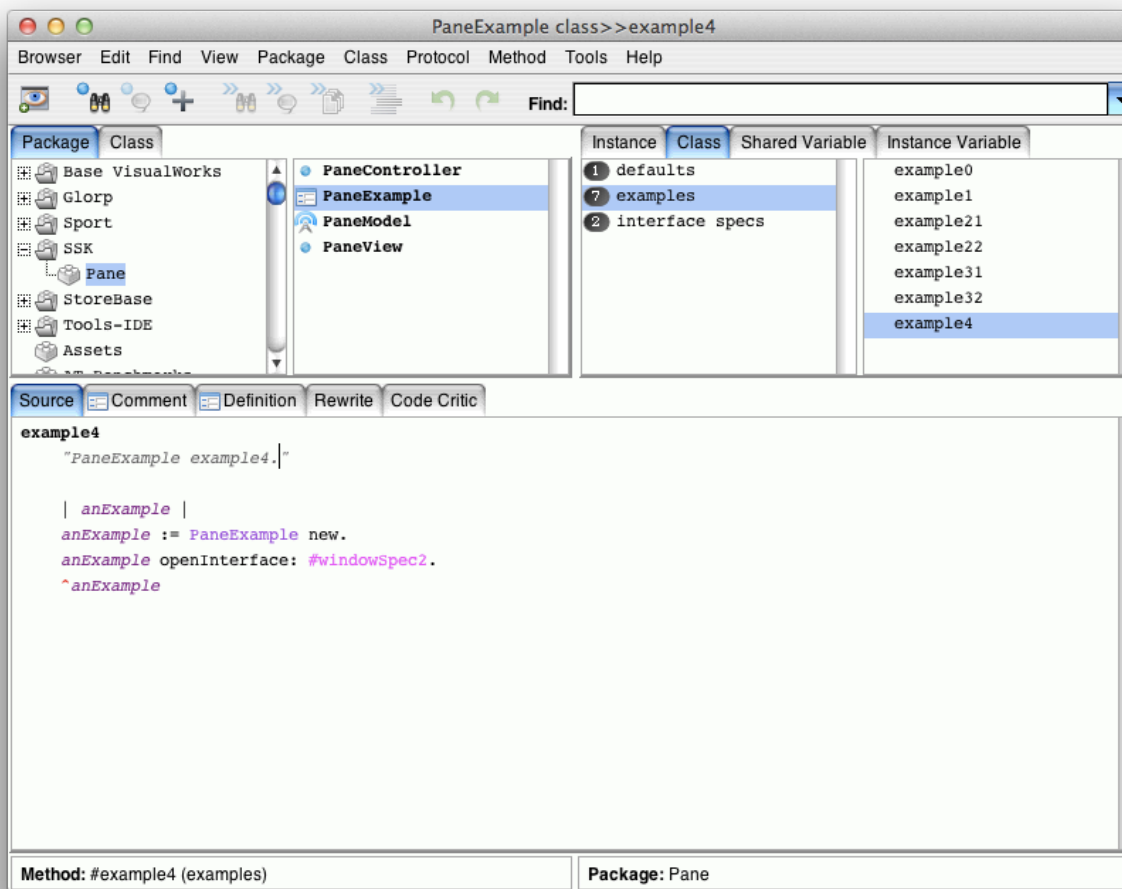 PaneExample class>>example4
Browser Edit Find View Package Class Protocol Method Tools Help
Find:
Package Class
Base VisualWorks
Glorp
Sport
SSK
Pane
StoreBase
Tools-IDE
Assets
PaneController
PaneExample
PaneModel
PaneView
Instance Class Shared Variable Instance Variable
1 defaults
7 examples
2 interface specs
example0
example1
example21
example22
example31
example32
example4
Source Comment Definition Rewrite Code Critic
example4
"PaneExample example4."
| anExample |
anExample := PaneExample new.
anExample openInterface: #windowSpec2.
^anExample
Method: #example4 (examples)
Package: Pane